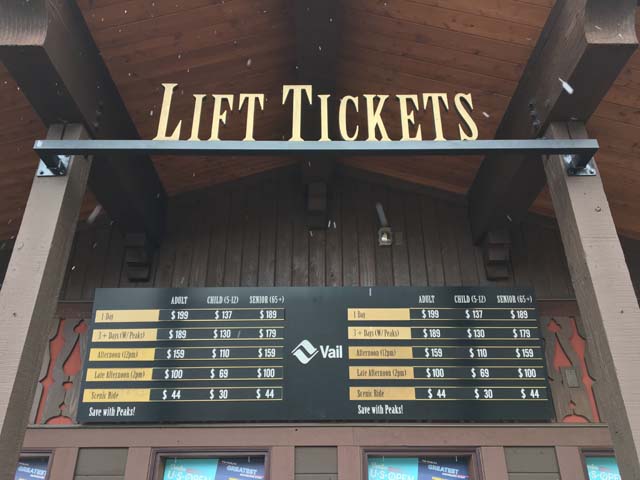 LIFT TICKETS
ADULT CHILD (5-12) SENIOR (65+)
1 Day $199 $137 $189
3 + Days (W/Peaks) $189 $130 $179
Afternoon (12pm) $159 $110 $159
Late Afternoon (2pm) $100 $69 $100
Scenic Ride $44 $30 $44
Save with Peaks!
Vail
ADULT CHILD (5-12) SENIOR (65+)
1 Day $199 $137 $189
3 + Days (W/Peaks) $189 $130 $179
Afternoon (12pm) $159 $110 $159
Late Afternoon (2pm) $100 $69 $100
Scenic Ride $44 $30 $44
Save with Peaks!
GREATEST
U·S·OPEN
GREATEST